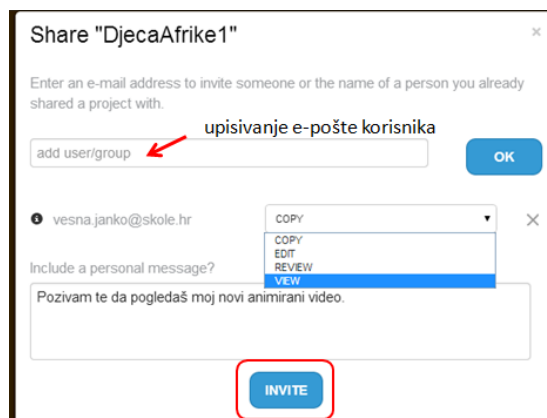 Share "DjecaAfrike1"
×
Enter an e-mail address to invite someone or the name of a person you already
shared a project with.
upisivanje e-pošte korisnika
add user/group
OK
vesna.janko@skole.hr
COPY
COPY
EDIT
REVIEW
VIEW
Include a personal message?
Pozivam te da pogledaš moj novi animirani video.
INVITE